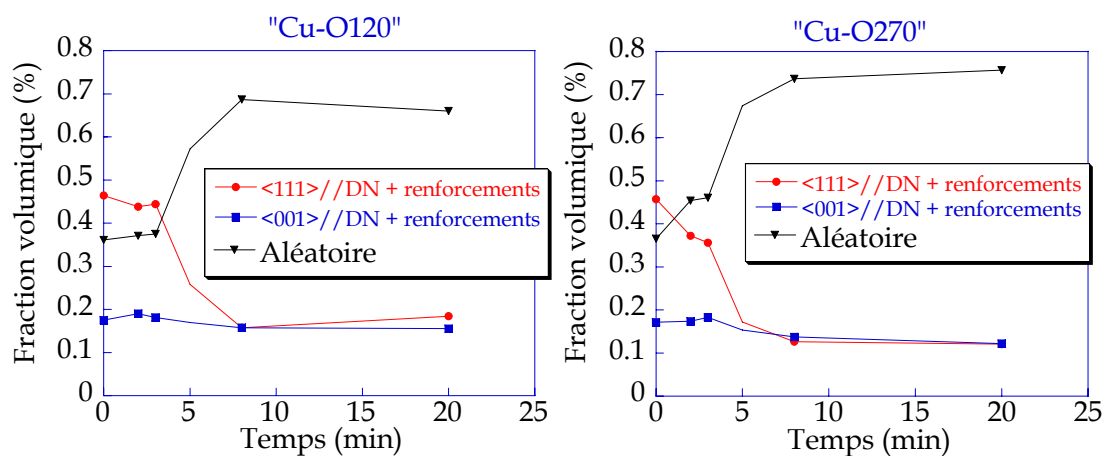 "Cu-O120"
Fraction volumique (%)
0.8
0.7
0.6
0.5
0.4
0.3
0.2
0.1
0
<111>//DN + renforcements
<001>//DN + renforcements
Aléatoire
0 5 10 15 20 25
Temps (min)
"Cu-O270"
Fraction volumique (%)
0.8
0.7
0.6
0.5
0.4
0.3
0.2
0.1
0
<111>//DN + renforcements
<001>//DN + renforcements
Aléatoire
0 5 10 15 20 25
Temps (min)